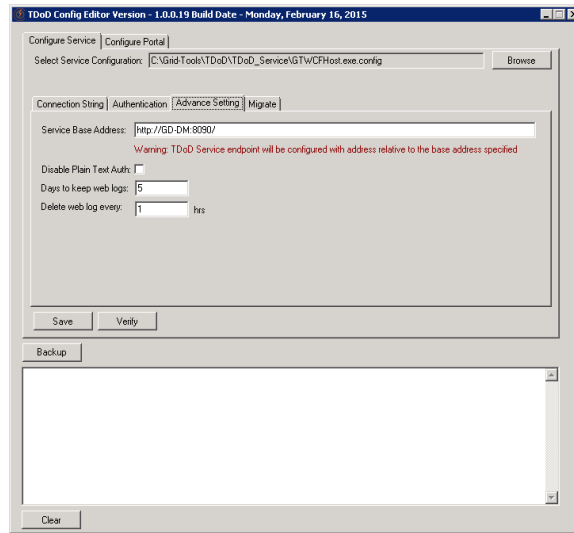 TDoD Config Editor Version - 1.0.0.19 Build Date - Monday, February 16, 2015
Configure Service Configure Portal
Select Service Configuration: C:\Grid-Tools\TDoD\TDoD_Service\GTWCFHost.exe.config Browse
Connection String Authentication Advance Setting Migrate
Service Base Address: http://GD-DM:8090/
Warning: TDoD Service endpoint will be configured with address relative to the base address specified
Disable Plain Text Auth:
Days to keep web logs: 5
Delete web log every: 1 hrs
Save Verify
Backup
Clear